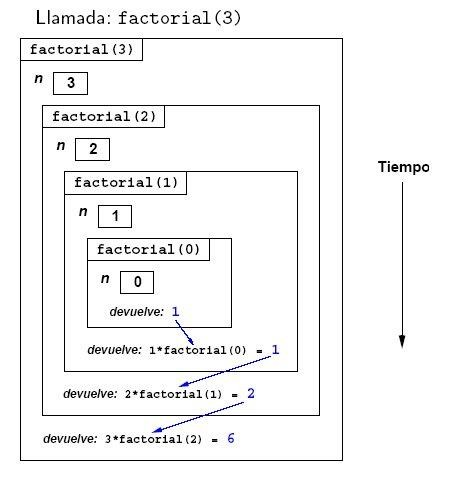 Llamada: factorial(3)
factorial(3)
n 3
factorial(2)
n 2
Tiempo
factorial(1)
n 1
factorial(0)
n 0
devuelve: 1
devuelve: 1*factorial(0) = 1
devuelve: 2*factorial(1) = 2
devuelve: 3*factorial(2) = 6